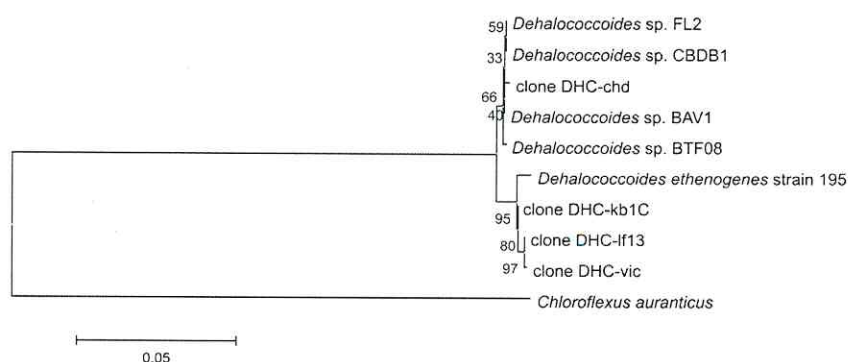 59
Dehalococcoides sp. FL2
33
Dehalococcoides sp. CBDB1
clone DHC-chd
66
40
Dehalococcoides sp. BAV1
Dehalococcoides sp. BTF08
Dehalococcoides ethenogenes strain 195
95
clone DHC-kb1C
80
clone DHC-lf13
97
clone DHC-vic
Chloroflexus auranticus
0.05